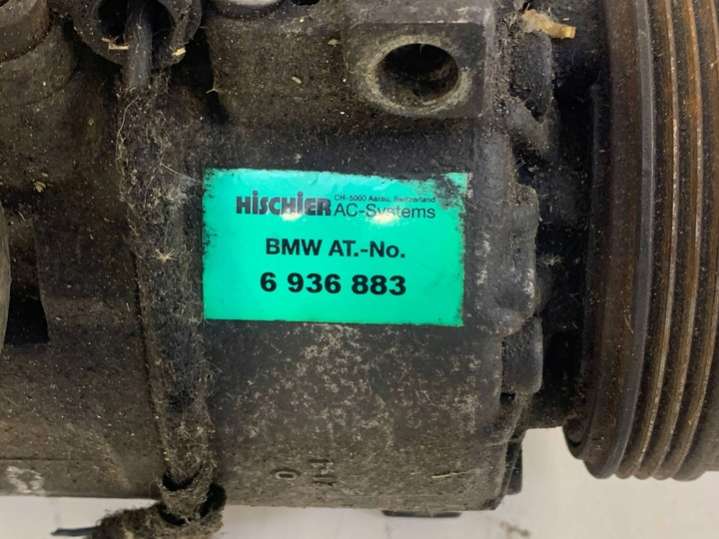 CH-5000 Aarau, Switzerland
HiSCHiER AC-Systems
BMW AT.-No.
6 936 883